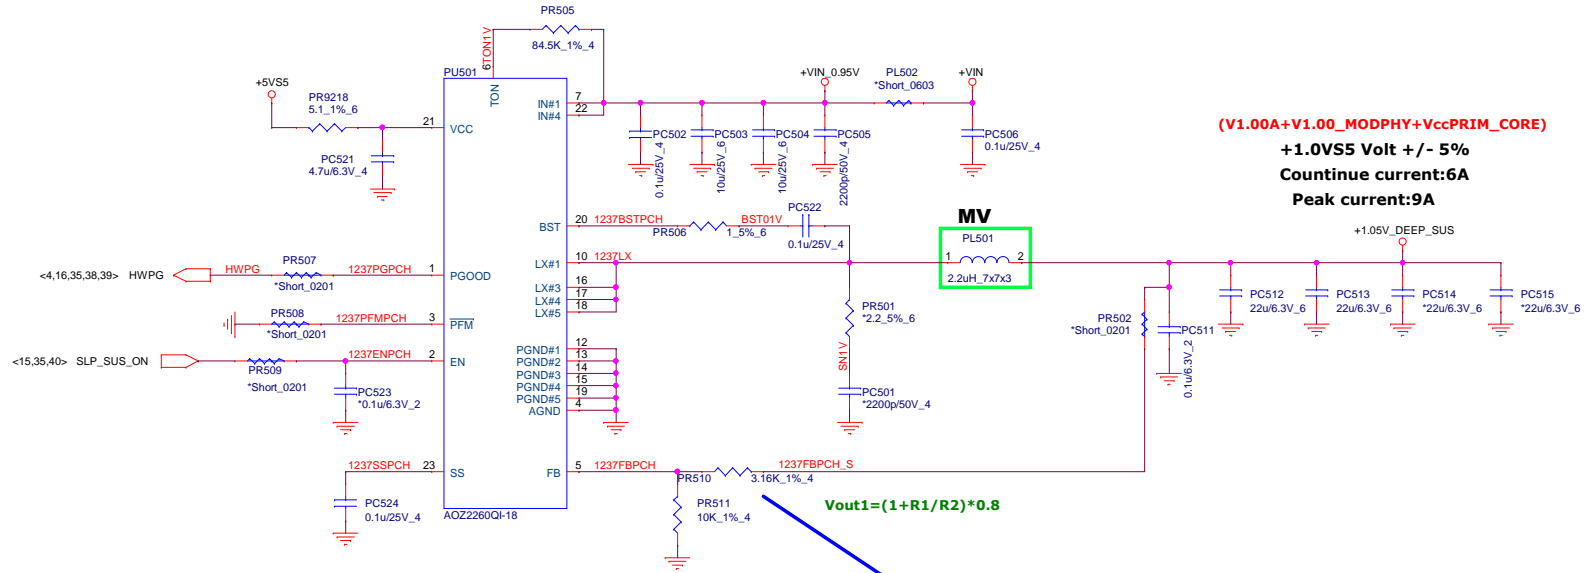 PR505
84.5K_1%_4
TON1V
6
PU501
TON
+5VS5
PR9218
5.1_1%_6
21
VCC
PC521
4.7u/6.3V_4
IN#1
7
IN#4
22
+VIN_0.95V
PL502
*Short_0603
+VIN
PC502
0.1u/25V_4
PC503
10u/25V_6
PC504
10u/25V_6
PC505
2200p/50V_4
PC506
0.1u/25V_4
(V1.00A+V1.00_MODPHY+VccPRIM_CORE)
+1.0VS5 Volt +/- 5%
Countinue current:6A
Peak current:9A
BST
20
1237BSTPCH
PR506
1_5%_6
BST01V
PC522
0.1u/25V_4
MV
PL501
1
2
2.2uH_7x7x3
+1.05V_DEEP_SUS
LX#1
10
1237LX
LX#3
16
LX#4
17
LX#5
18
<4,16,35,38,39> HWPG
HWPG
PR507
*Short_0201
1237PGPCH
1
PGOOD
PR508
*Short_0201
1237PFMPCH
3
PFM
<15,35,40> SLP_SUS_ON
PR509
*Short_0201
1237ENPCH
2
EN
PC523
*0.1u/6.3V_2
PGND#1
12
PGND#2
13
PGND#3
14
PGND#4
15
PGND#5
19
AGND
4
PR501
*2.2_5%_6
SN1V
PC501
*2200p/50V_4
PR502
*Short_0201
PC511
0.1u/6.3V_2
PC512
22u/6.3V_6
PC513
22u/6.3V_6
PC514
*22u/6.3V_6
PC515
*22u/6.3V_6
1237SSPCH
23
SS
PC524
0.1u/25V_4
FB
5
1237FBPCH
PR510
3.16K_1%_4
1237FBPCH_S
PR511
10K_1%_4
Vout1=(1+R1/R2)*0.8
AOZ2260QI-18